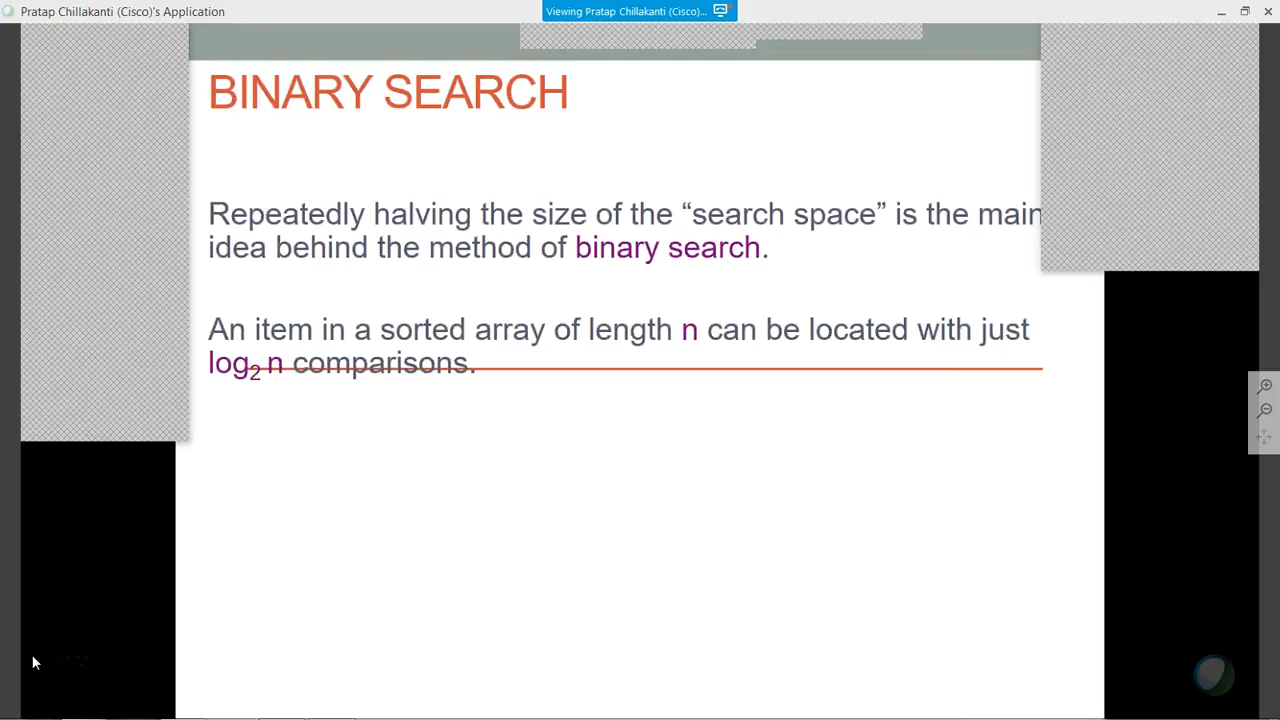 Pratap Chillakanti (Cisco)'s Application
Viewing Pratap Chillakanti (Cisco)...
BINARY SEARCH
Repeatedly halving the size of the “search space” is the main
idea behind the method of binary search.
An item in a sorted array of length n can be located with just
log₂ n comparisons.